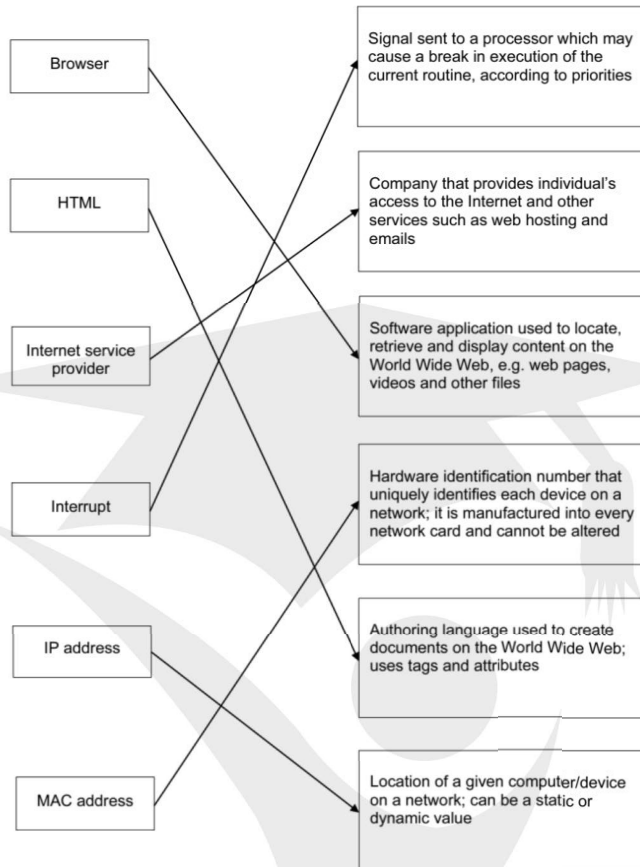 Browser
Signal sent to a processor which may
cause a break in execution of the
current routine, according to priorities
HTML
Company that provides individual's
access to the Internet and other
services such as web hosting and
emails
Internet service
provider
Software application used to locate,
retrieve and display content on the
World Wide Web, e.g. web pages,
videos and other files
Interrupt
Hardware identification number that
uniquely identifies each device on a
network; it is manufactured into every
network card and cannot be altered
IP address
Authoring language used to create
documents on the World Wide Web;
uses tags and attributes
MAC address
Location of a given computer/device
on a network; can be a static or
dynamic value